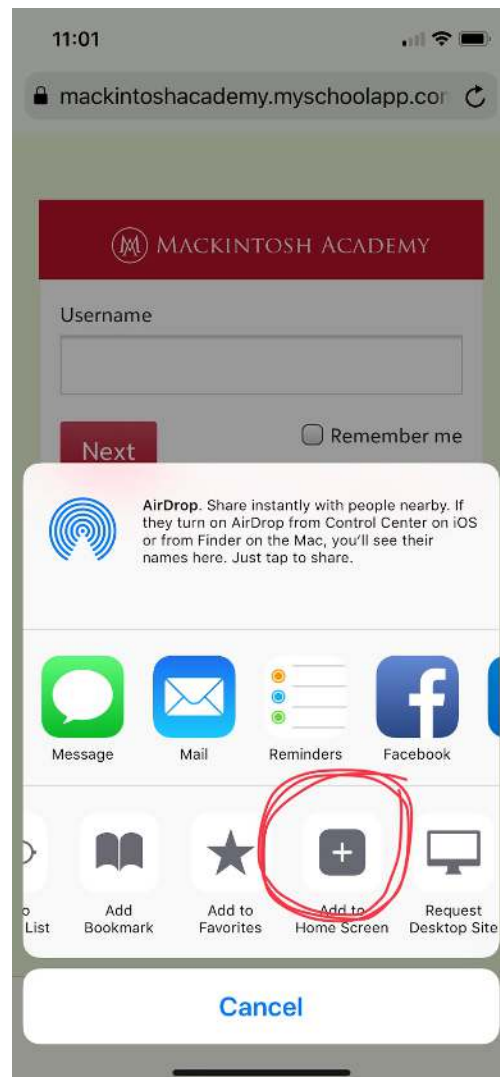 11:01
mackintoshacademy.myschoolapp.com
MACKINTOSH ACADEMY
Username
Next
Remember me
AirDrop. Share instantly with people nearby. If
they turn on AirDrop from Control Center on iOS
or from Finder on the Mac, you'll see their
names here. Just tap to share.
Message
Mail
Reminders
Facebook
List
Add
Bookmark
Add to
Favorites
Add to
Home Screen
Request
Desktop Site
Cancel